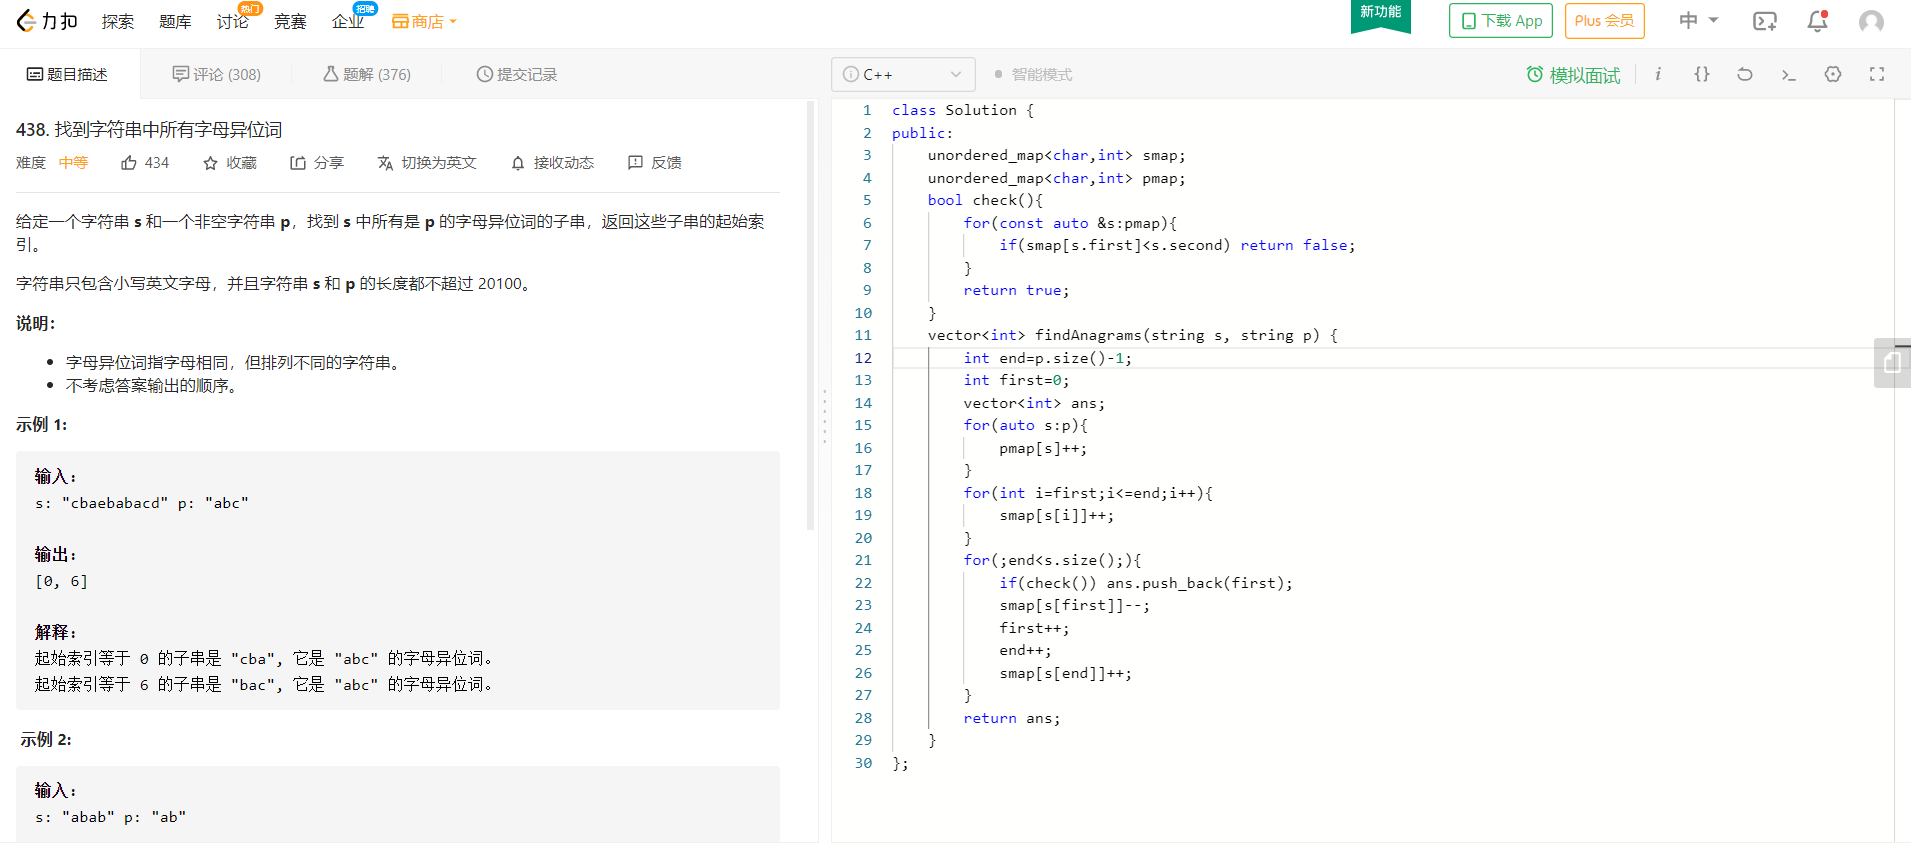 力扣 探索 题库 讨论 热门 竞赛 企业 招聘 商店 新功能 下载 App Plus 会员 中
题目描述 评论 (308) 题解 (376) 提交记录
438. 找到字符串中所有字母异位词
难度 中等 434 收藏 分享 切换为英文 接收动态 反馈
给定一个字符串 s 和一个非空字符串 p，找到 s 中所有是 p 的字母异位词的子串，返回这些子串的起始索
引。
字符串只包含小写英文字母，并且字符串 s 和 p 的长度都不超过 20100。
说明：
• 字母异位词指字母相同，但排列不同的字符串。
• 不考虑答案输出的顺序。
示例 1:
输入：
s: "cbaebabacd" p: "abc"
输出：
[0, 6]
解释：
起始索引等于 0 的子串是 "cba", 它是 "abc" 的字母异位词。
起始索引等于 6 的子串是 "bac", 它是 "abc" 的字母异位词。
示例 2:
输入：
s: "abab" p: "ab"
C++ 智能模式 模拟面试 i {} >_
1 class Solution {
2 public:
3 unordered_map<char,int> smap;
4 unordered_map<char,int> pmap;
5 bool check(){
6 for(const auto &s:pmap){
7 if(smap[s.first]<s.second) return false;
8 }
9 return true;
10 }
11 vector<int> findAnagrams(string s, string p) {
12 int end=p.size()-1;
13 int first=0;
14 vector<int> ans;
15 for(auto s:p){
16 pmap[s]++;
17 }
18 for(int i=first;i<=end;i++){
19 smap[s[i]]++;
20 }
21 for(;end<s.size();){
22 if(check()) ans.push_back(first);
23 smap[s[first]]--;
24 first++;
25 end++;
26 smap[s[end]]++;
27 }
28 return ans;
29 }
30 };